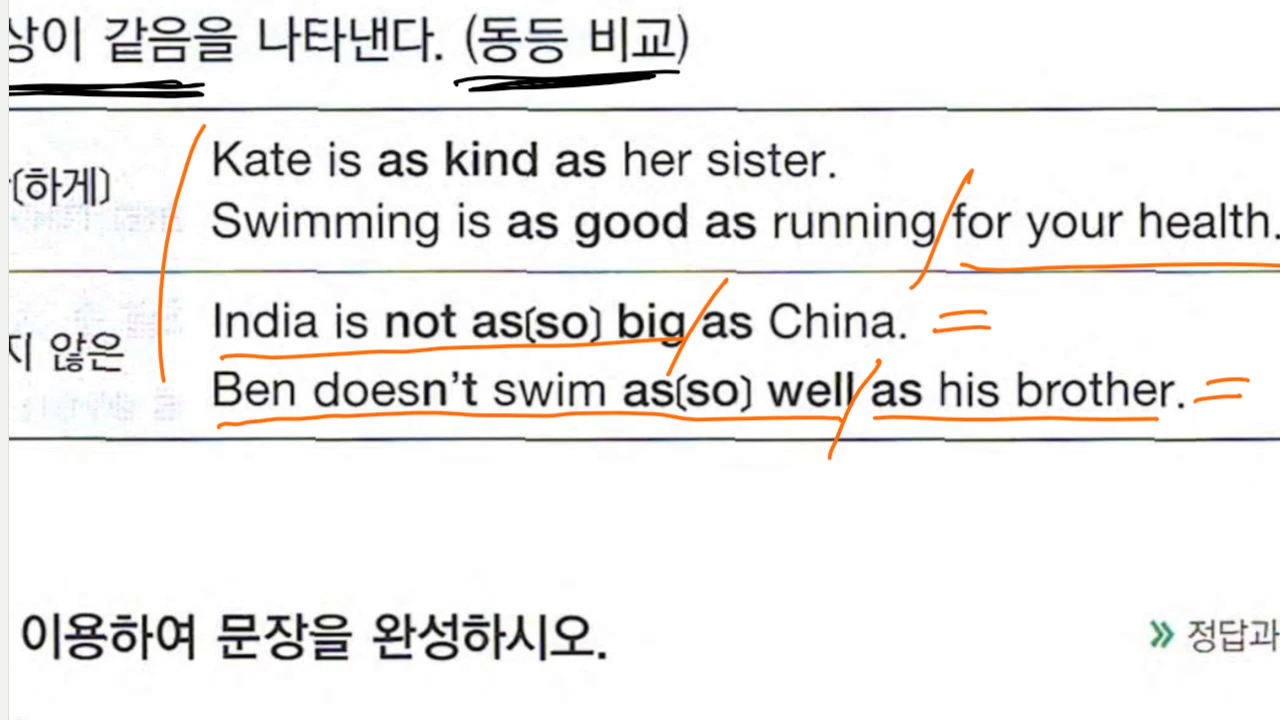 상이 같음을 나타낸다. (동등 비교)
(하게)
Kate is as kind as her sister.
Swimming is as good as running for your health.
India is not as(so) big as China. =
지 않은
Ben doesn't swim as(so) well as his brother. =
이용하여 문장을 완성하시오.
» 정답과